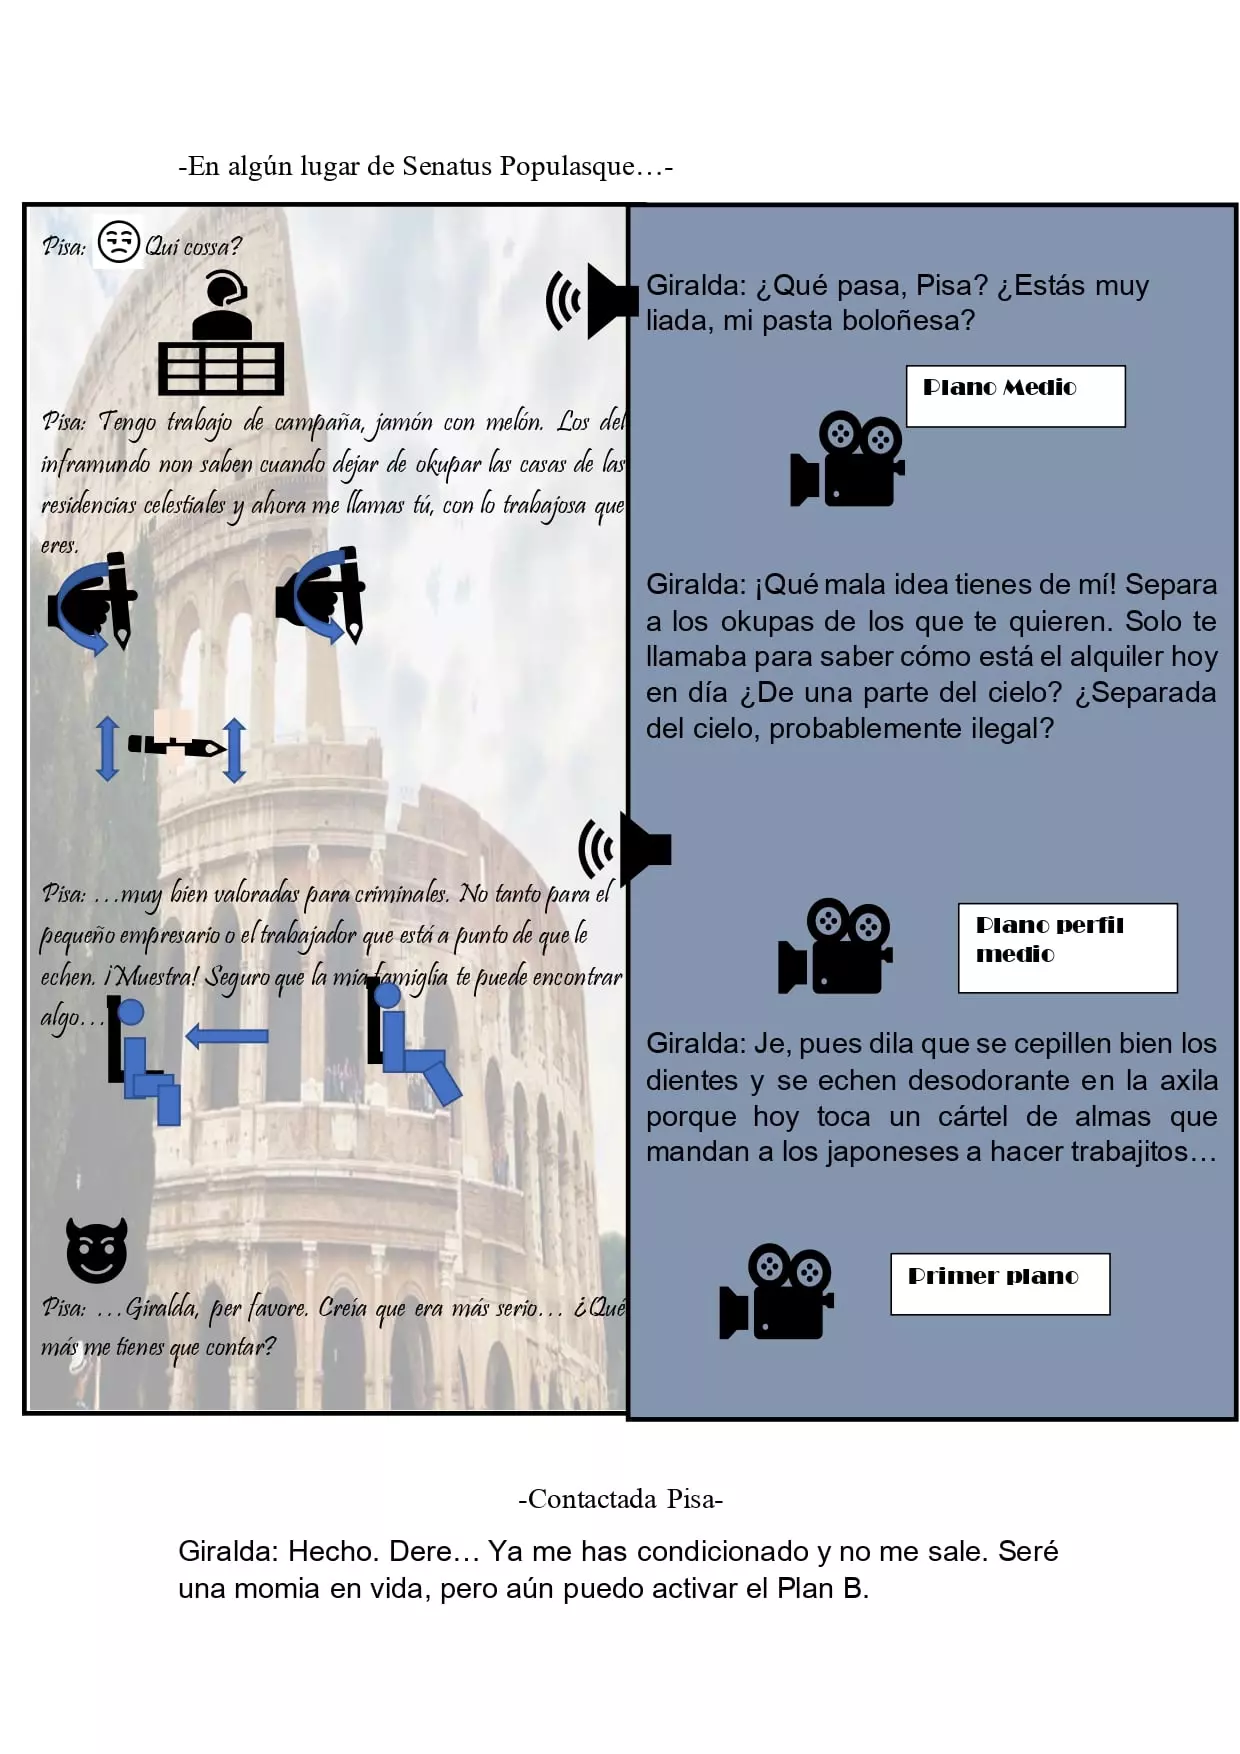 -En algún lugar de Senatus Populasque…-
Pisa: Qui cossa?
Giralda: ¿Qué pasa, Pisa? ¿Estás muy
liada, mi pasta boloñesa?
Plano Medio
Pisa: Tengo trabajo de campaña, jamón con melón. Los del
inframundo non saben cuando dejar de okupar las casas de las
residencias celestiales y ahora me llamas tú, con lo trabajosa que
eres.
Giralda: ¡Qué mala idea tienes de mí! Separa
a los okupas de los que te quieren. Solo te
llamaba para saber cómo está el alquiler hoy
en día ¿De una parte del cielo? ¿Separada
del cielo, probablemente ilegal?
Pisa: …muy bien valoradas para criminales. No tanto para el
pequeño empresario o el trabajador que está a punto de que le
echen. ¡Muestra! Seguro que la mia famiglia te puede encontrar
algo…
Plano perfil
medio
Giralda: Je, pues dila que se cepillen bien los
dientes y se echen desodorante en la axila
porque hoy toca un cártel de almas que
mandan a los japoneses a hacer trabajitos…
Primer plano
Pisa: …Giralda, per favore. Creía que era más serio… ¿Qué
más me tienes que contar?
-Contactada Pisa-
Giralda: Hecho. Dere… Ya me has condicionado y no me sale. Seré
una momia en vida, pero aún puedo activar el Plan B.